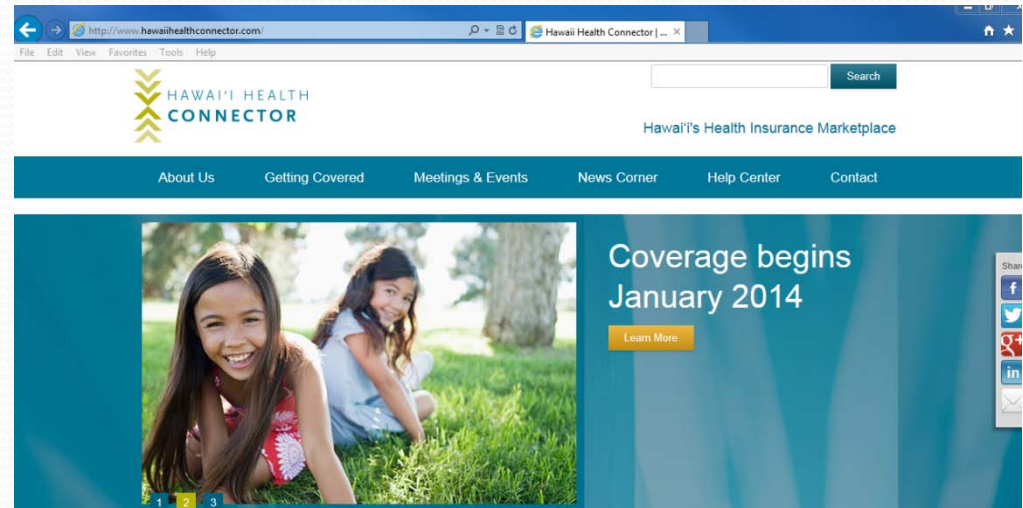 http://www.hawaiihealthconnector.com/
Hawaii Health Connector | ...
File Edit View Favorites Tools Help
HAWAI'I HEALTH
CONNECTOR
Search
Hawai'i's Health Insurance Marketplace
About Us Getting Covered Meetings & Events News Corner Help Center Contact
Coverage begins
January 2014
Learn More
Share
f
g+
in
1 2 3